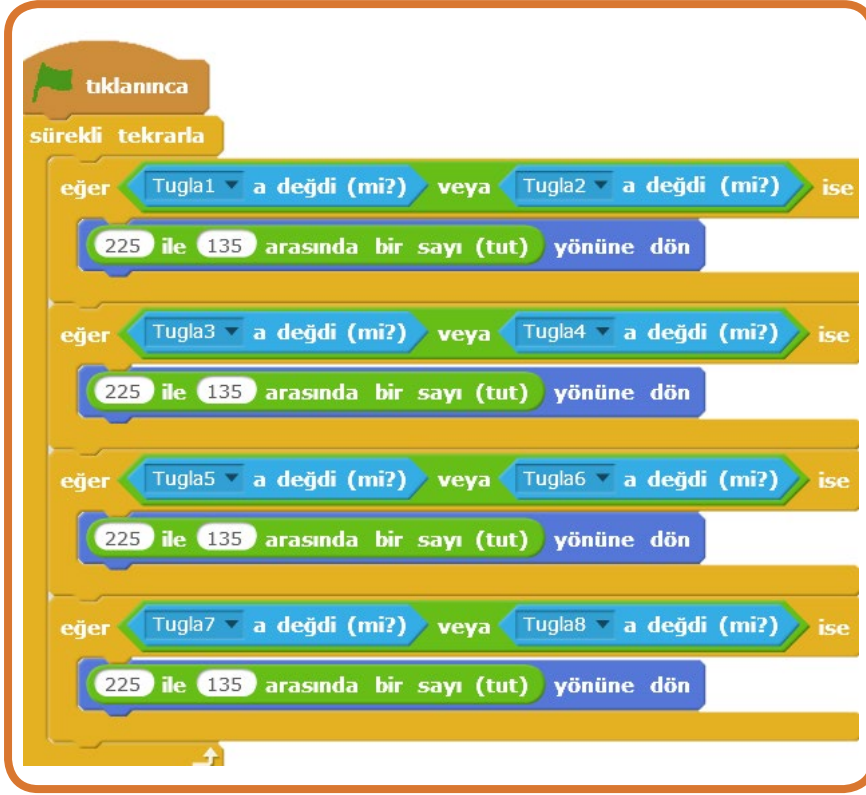 tıklanınca
sürekli tekrarla
eğer Tugla1 a değdi (mi?) veya Tugla2 a değdi (mi?) ise
225 ile 135 arasında bir sayı (tut) yönüne dön
eğer Tugla3 a değdi (mi?) veya Tugla4 a değdi (mi?) ise
225 ile 135 arasında bir sayı (tut) yönüne dön
eğer Tugla5 a değdi (mi?) veya Tugla6 a değdi (mi?) ise
225 ile 135 arasında bir sayı (tut) yönüne dön
eğer Tugla7 a değdi (mi?) veya Tugla8 a değdi (mi?) ise
225 ile 135 arasında bir sayı (tut) yönüne dön